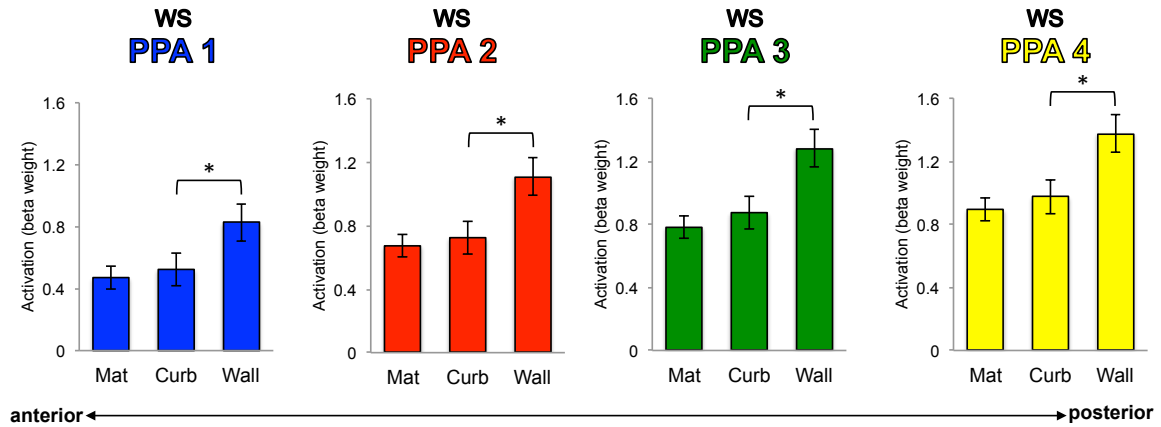 WS
PPA 1
Activation (beta weight)
1.6
1.2
0.8
0.4
0
*
Mat Curb Wall
WS
PPA 2
Activation (beta weight)
1.6
1.2
0.8
0.4
0
*
Mat Curb Wall
WS
PPA 3
Activation (beta weight)
1.6
1.2
0.8
0.4
0
*
Mat Curb Wall
WS
PPA 4
Activation (beta weight)
1.6
1.2
0.8
0.4
0
*
Mat Curb Wall
anterior posterior